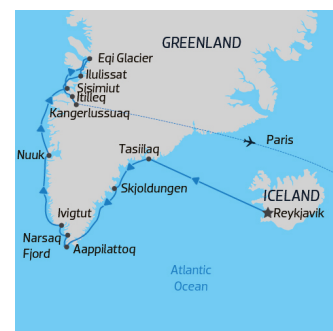 GREENLAND
Eqi Glacier
Ilulissat
Sisimiut
Itilleq
Kangerlussuaq
Paris
Tasiilaq
Nuuk
Skjoldungen
ICELAND
Reykjavik
Ivigtut
Narsaq
Fjord
Aappilattoq
Atlantic
Ocean